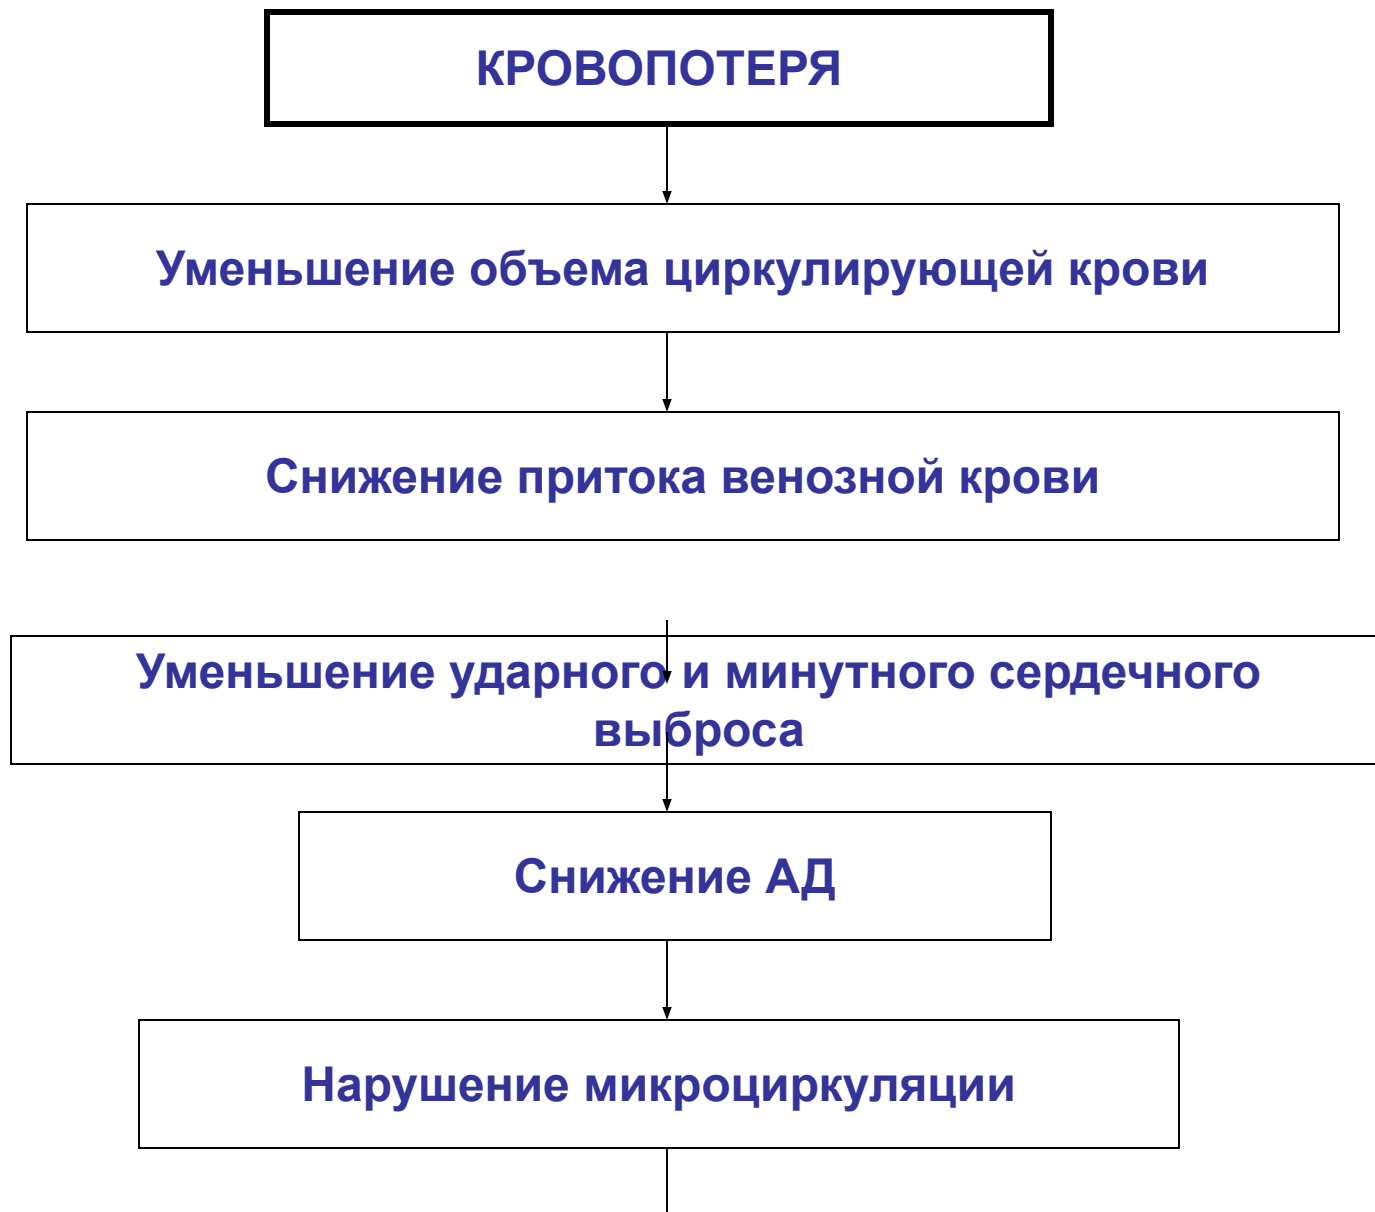 КРОВОПОТЕРЯ
Уменьшение объема циркулирующей крови
Снижение притока венозной крови
Уменьшение ударного и минутного сердечного
выброса
Снижение АД
Нарушение микроциркуляции